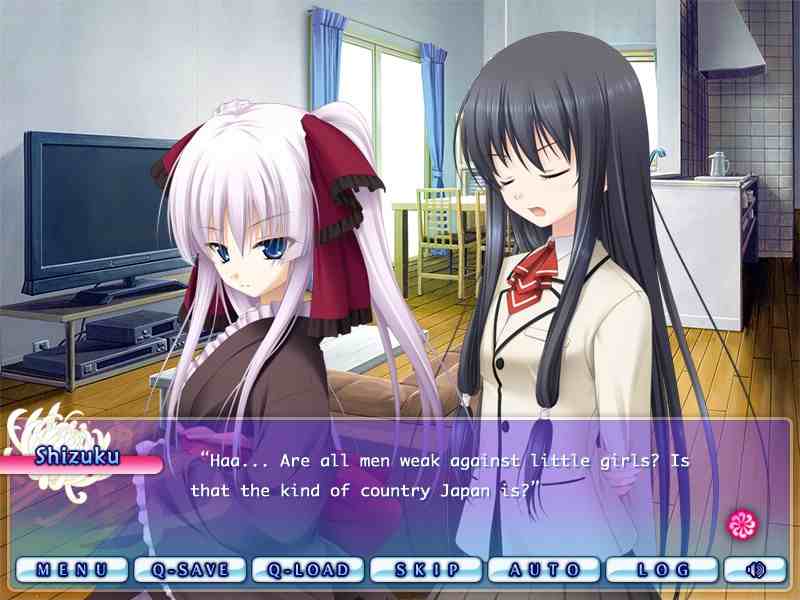 Shizuku
“Haa... Are all men weak against little girls? Is
that the kind of country Japan is?”
MENU Q-SAVE Q-LOAD SKIP AUTO LOG